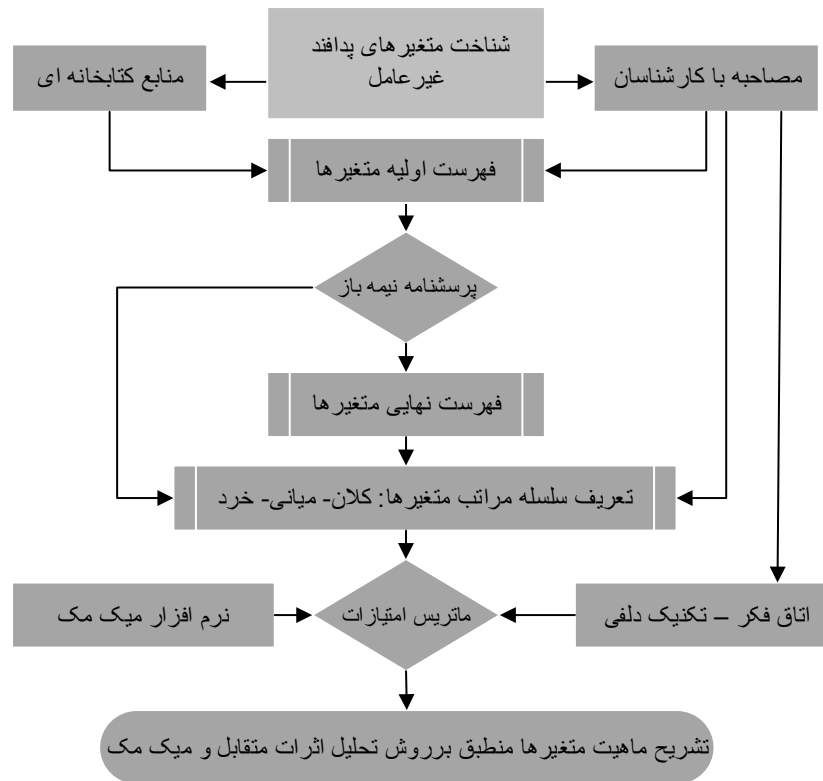 شناخت متغیرهای پدافند
غیرعامل
مصاحبه با کارشناسان
منابع کتابخانه ای
فهرست اولیه متغیرها
پرسشنامه نیمه باز
فهرست نهایی متغیرها
تعریف سلسله مراتب متغیرها: کلان- میانی- خرد
اتاق فکر – تکنیک دلفی
ماتریس امتیازات
نرم افزار میک مک
تشریح ماهیت متغیرها منطبق برروش تحلیل اثرات متقابل و میک مک